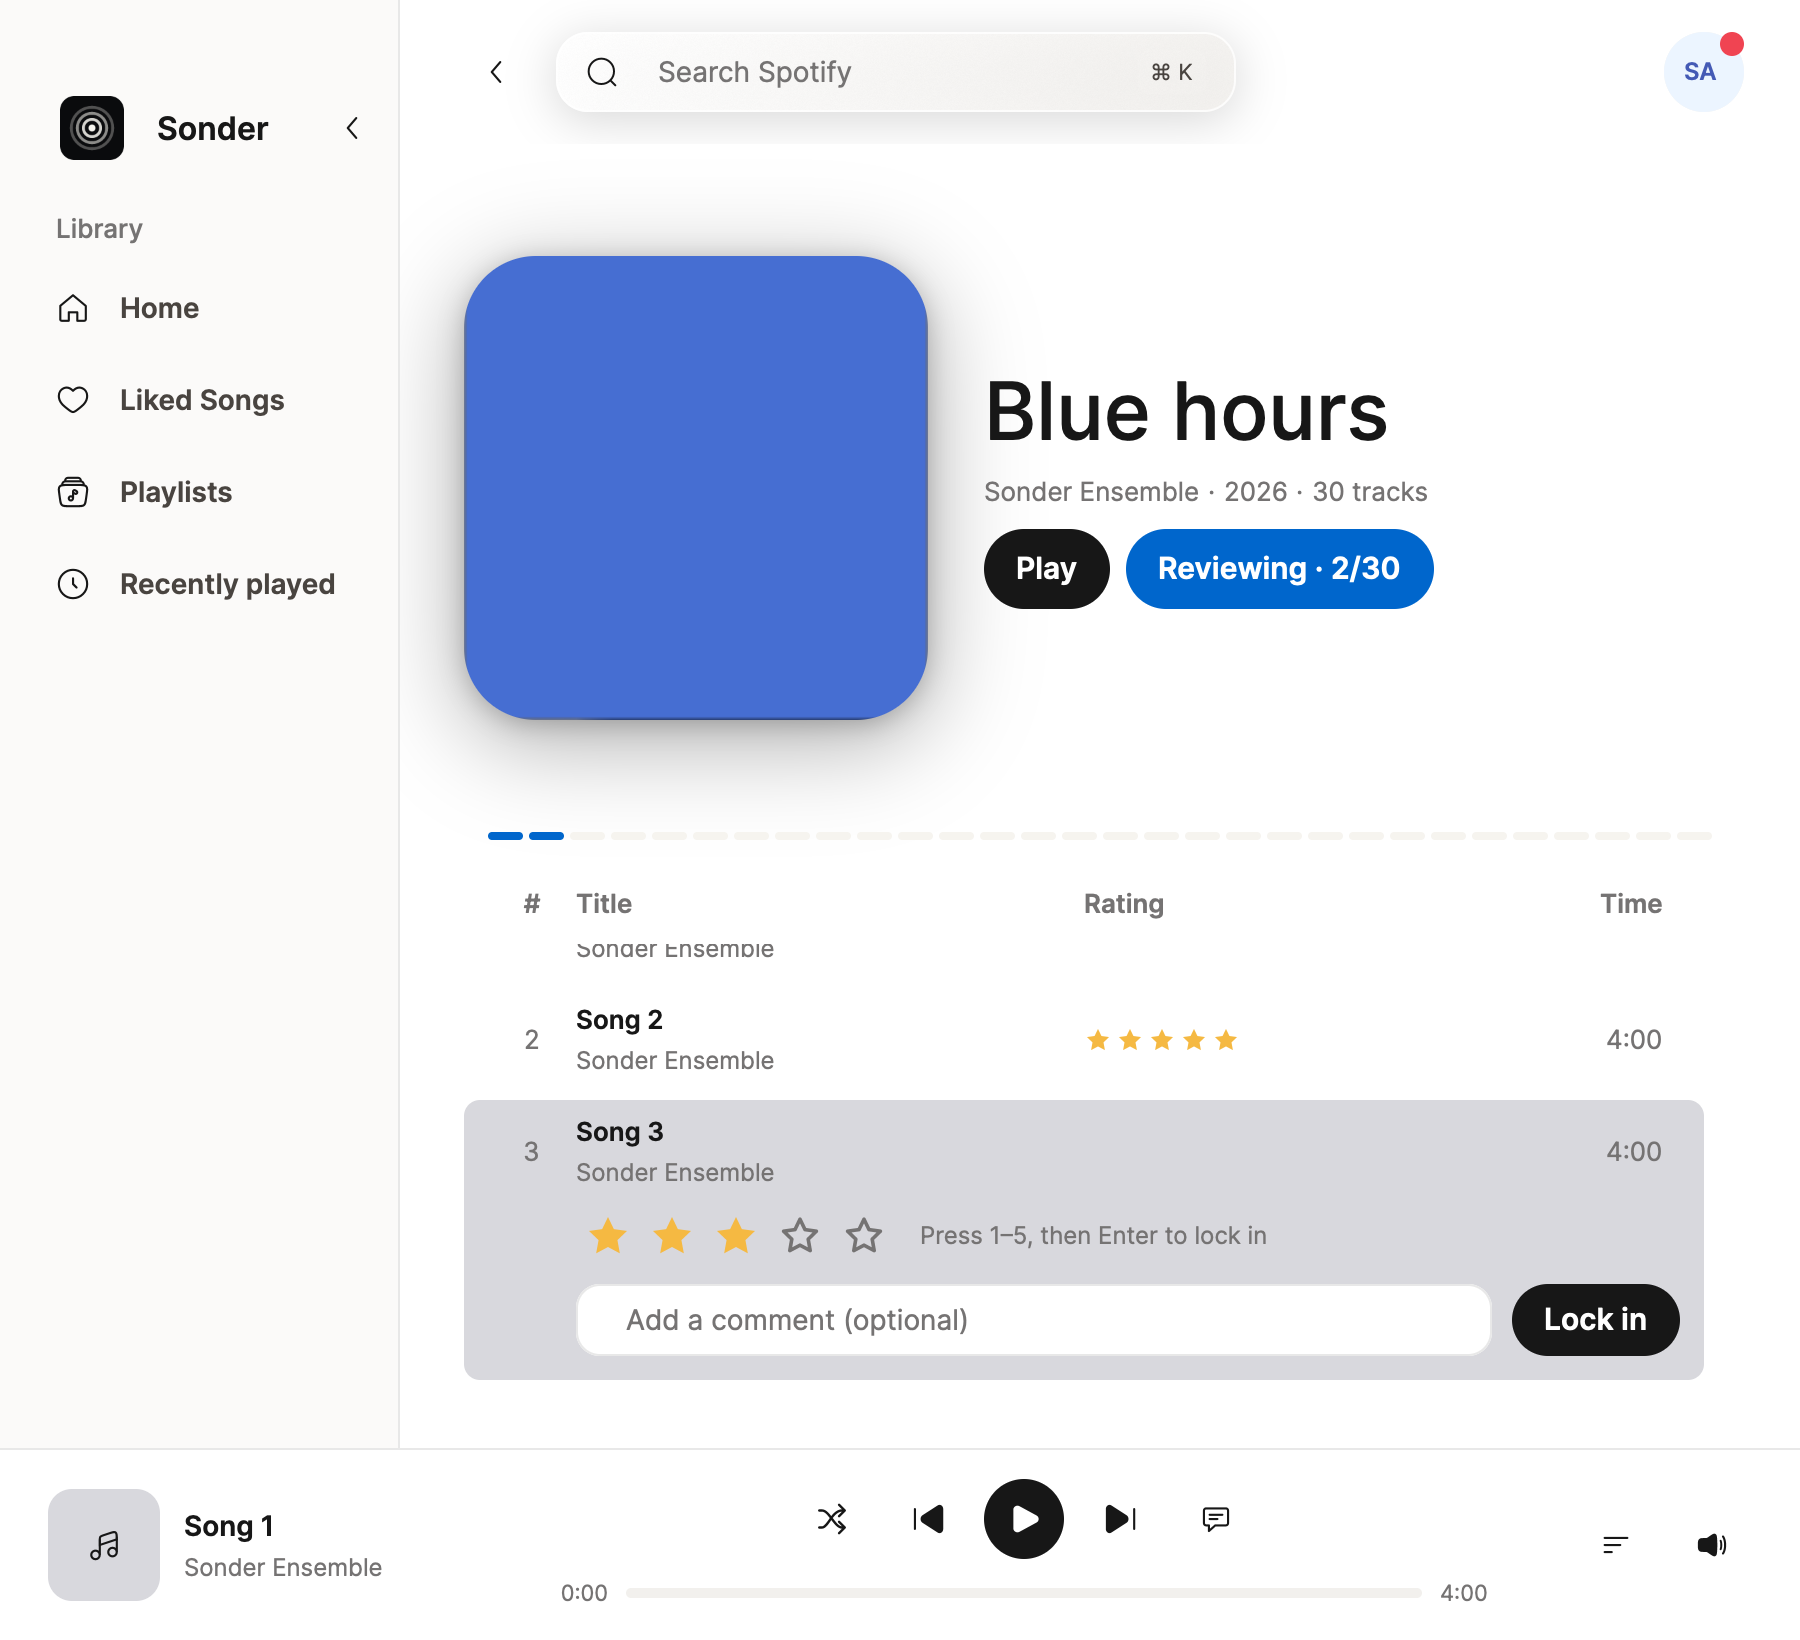 Search Spotify
⌘ K
SA
Sonder
Library
Home
Liked Songs
Playlists
Recently played
Blue hours
Sonder Ensemble · 2026 · 30 tracks
Play
Reviewing · 2/30
# Title Rating Time
Sonder Ensemble
2 Song 2 4:00
Sonder Ensemble
3 Song 3 4:00
Sonder Ensemble
Press 1–5, then Enter to lock in
Add a comment (optional)
Lock in
Song 1
Sonder Ensemble
0:00
4:00